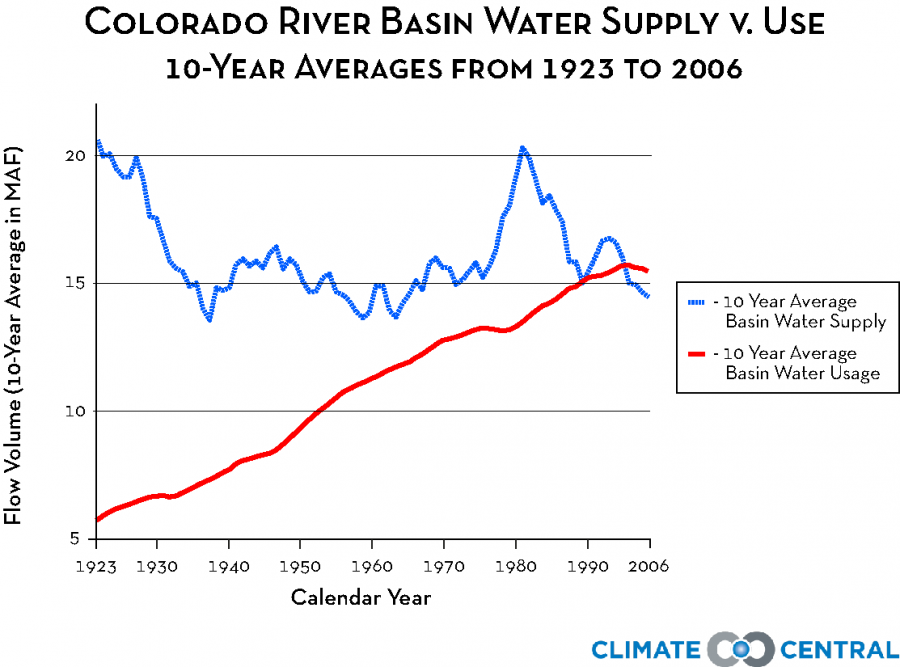 Colorado River Basin Water Supply v. Use
10-Year Averages from 1923 to 2006
Flow Volume (10-Year Average in MAF)
20
15
10
5
1923 1930 1940 1950 1960 1970 1980 1990 2006
Calendar Year
- 10 Year Average
Basin Water Supply
- 10 Year Average
Basin Water Usage
CLIMATE CENTRAL